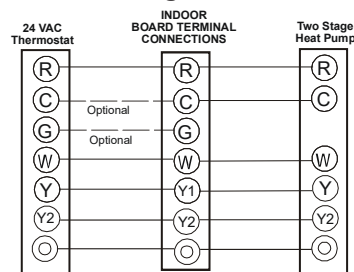 24 VAC
Thermostat
INDOOR
BOARD TERMINAL
CONNECTIONS
Two Stage
Heat Pump
R R R
C Optional C C
G Optional G
W W W
Y Y1 Y
Y2 Y2 Y2
O O O